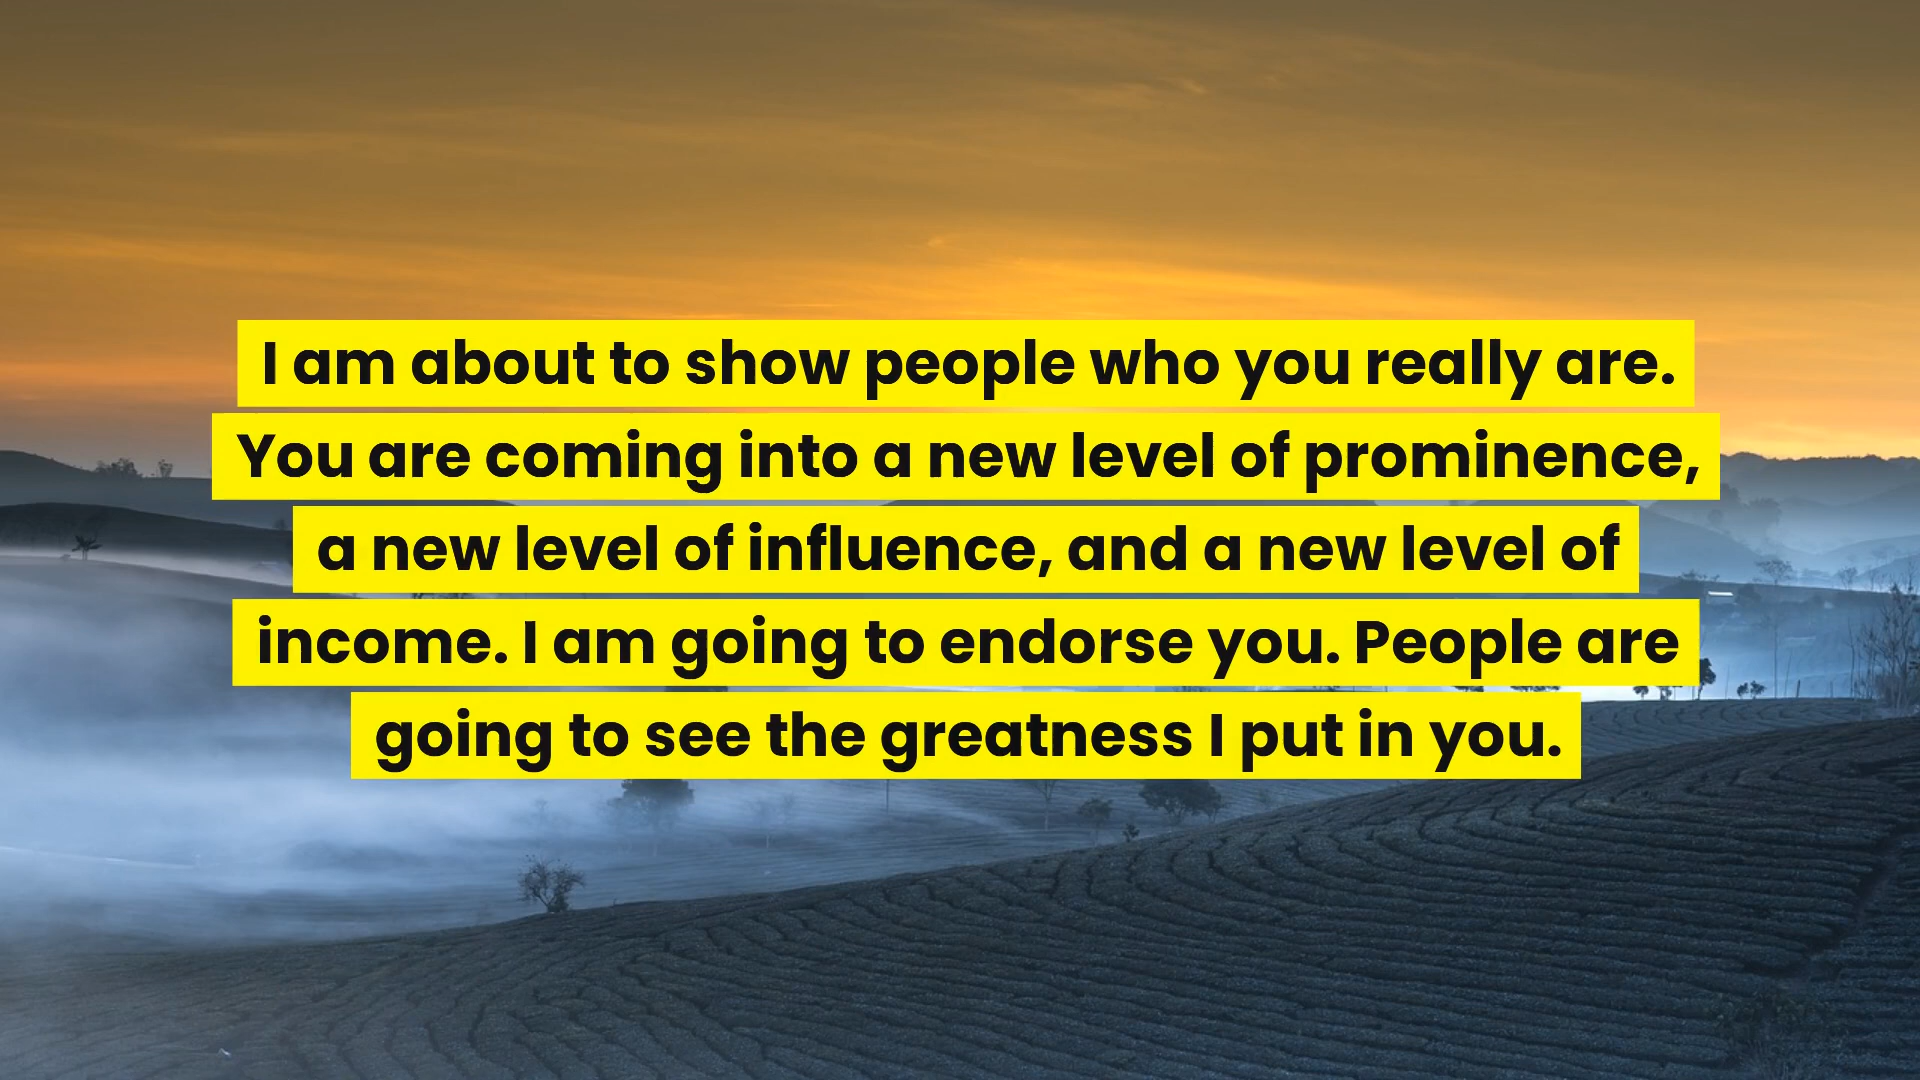 I am about to show people who you really are.
You are coming into a new level of prominence,
a new level of influence, and a new level of
income. I am going to endorse you. People are
going to see the greatness I put in you.